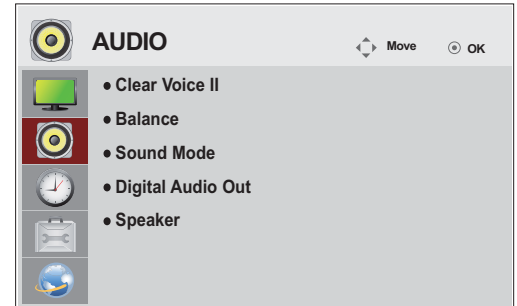 AUDIO Move OK
● Clear Voice II
● Balance
● Sound Mode
● Digital Audio Out
● Speaker